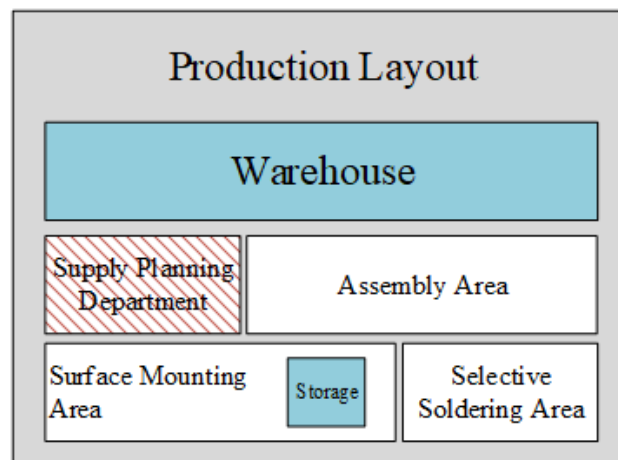 Production Layout
Warehouse
Supply Planning
Department
Assembly Area
Surface Mounting
Area
Storage
Selective
Soldering Area